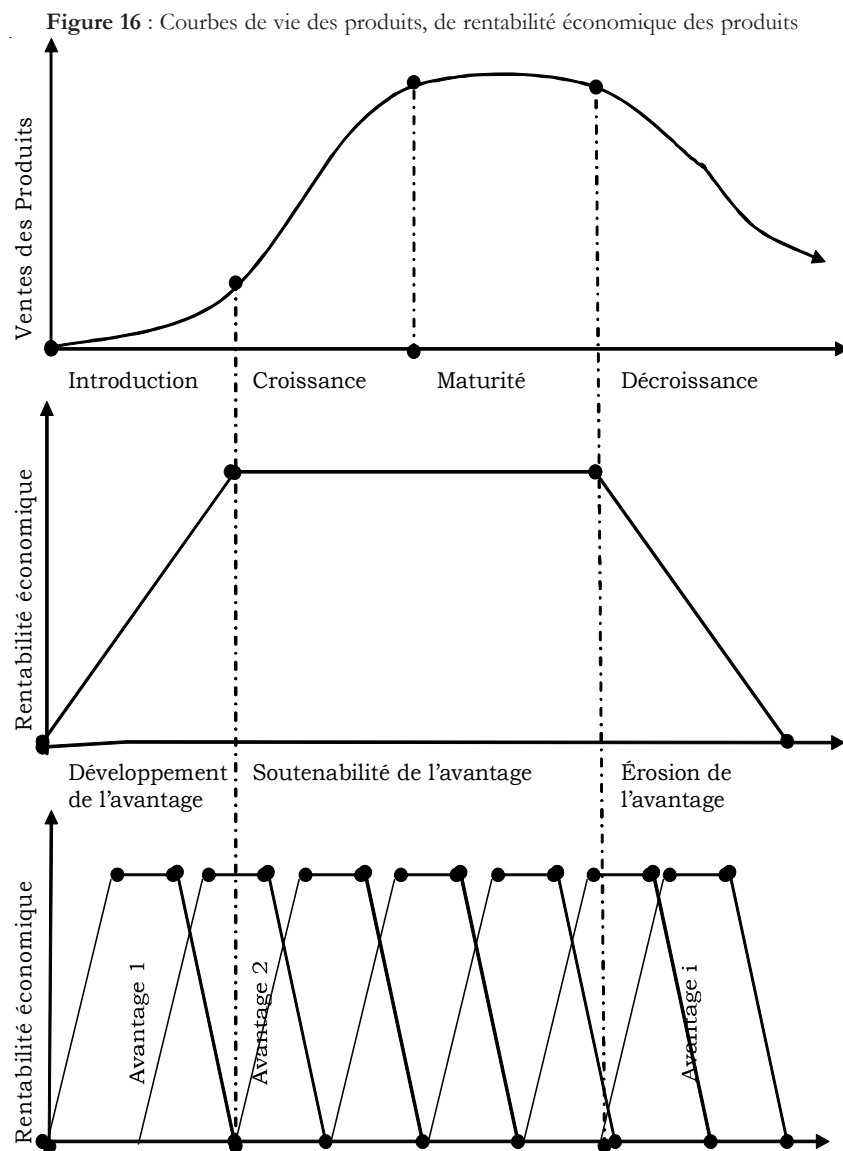 Figure 16 : Courbes de vie des produits, de rentabilité économique des produits
Ventes des Produits
Introduction
Croissance
Maturité
Décroissance
Rentabilité économique
Développement
de l'avantage
Soutenabilité de l'avantage
Érosion de
l'avantage
Rentabilité économique
Avantage 1
Avantage 2
Avantage i